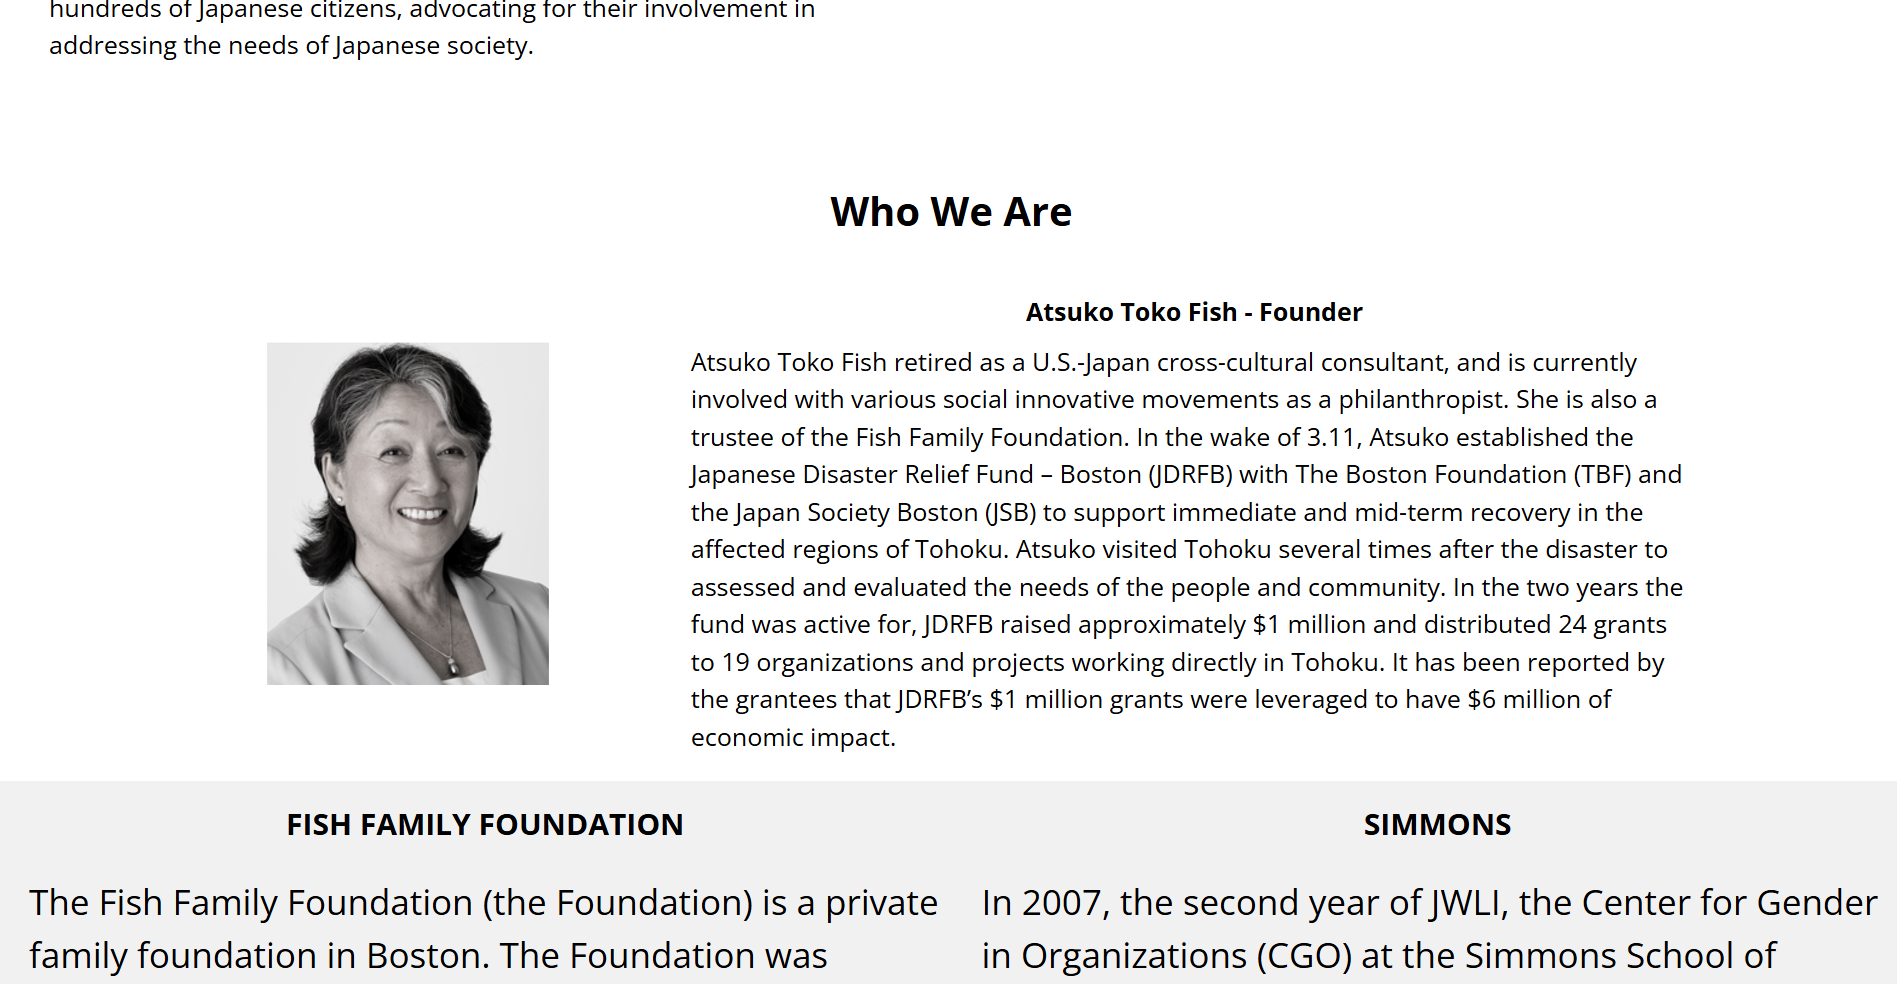 hundreds of Japanese citizens, advocating for their involvement in
addressing the needs of Japanese society.
Who We Are
Atsuko Toko Fish - Founder
Atsuko Toko Fish retired as a U.S.-Japan cross-cultural consultant, and is currently
involved with various social innovative movements as a philanthropist. She is also a
trustee of the Fish Family Foundation. In the wake of 3.11, Atsuko established the
Japanese Disaster Relief Fund – Boston (JDRFB) with The Boston Foundation (TBF) and
the Japan Society Boston (JSB) to support immediate and mid-term recovery in the
affected regions of Tohoku. Atsuko visited Tohoku several times after the disaster to
assessed and evaluated the needs of the people and community. In the two years the
fund was active for, JDRFB raised approximately $1 million and distributed 24 grants
to 19 organizations and projects working directly in Tohoku. It has been reported by
the grantees that JDRFB’s $1 million grants were leveraged to have $6 million of
economic impact.
FISH FAMILY FOUNDATION
The Fish Family Foundation (the Foundation) is a private
family foundation in Boston. The Foundation was
SIMMONS
In 2007, the second year of JWLI, the Center for Gender
in Organizations (CGO) at the Simmons School of